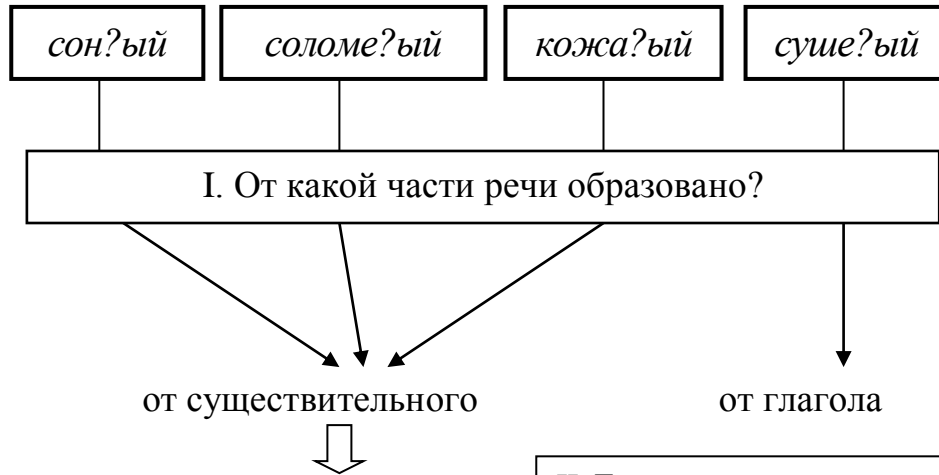 сон?ый соломе?ый кожа?ый суше?ый
I. От какой части речи образовано?
от существительного от глагола